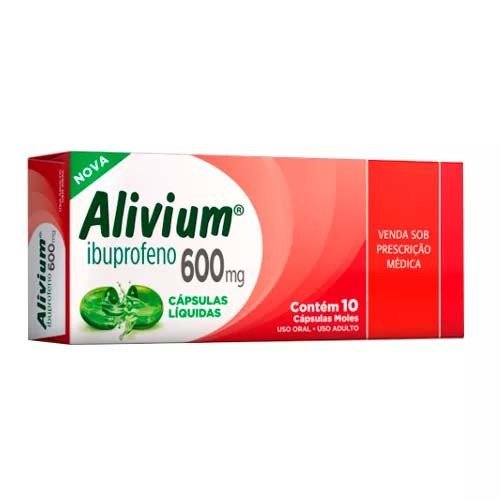 NOVA
Alivium®
ibuprofeno 600mg
CÁPSULAS
LÍQUIDAS
Contém 10
Cápsulas Moles
USO ORAL • USO ADULTO
VENDA SOB
PRESCRIÇÃO
MÉDICA
Alivium®
ibuprofeno 600mg